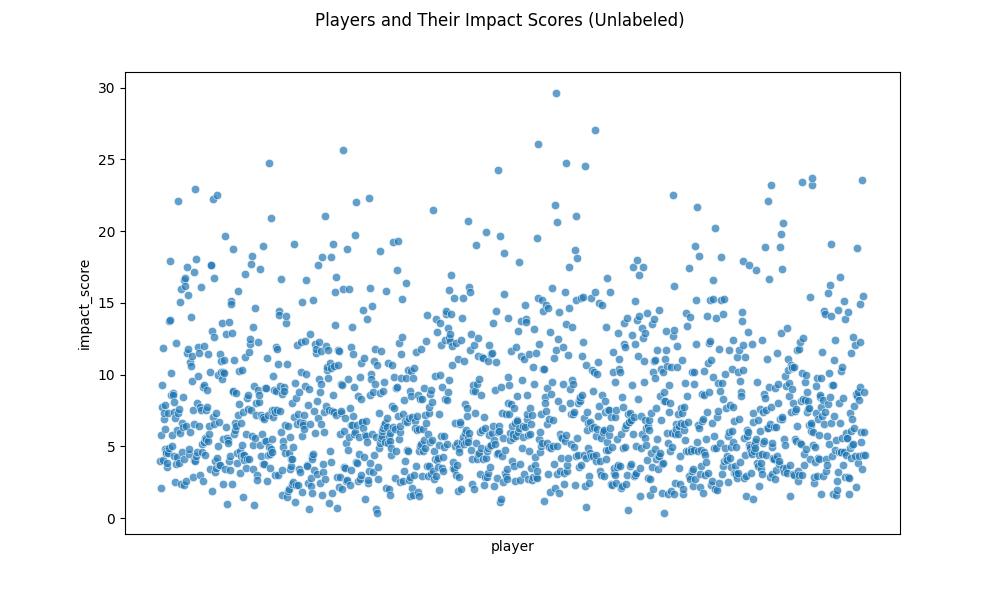 Players and Their Impact Scores (Unlabeled)
30
25
20
15
10
5
0
impact_score
player